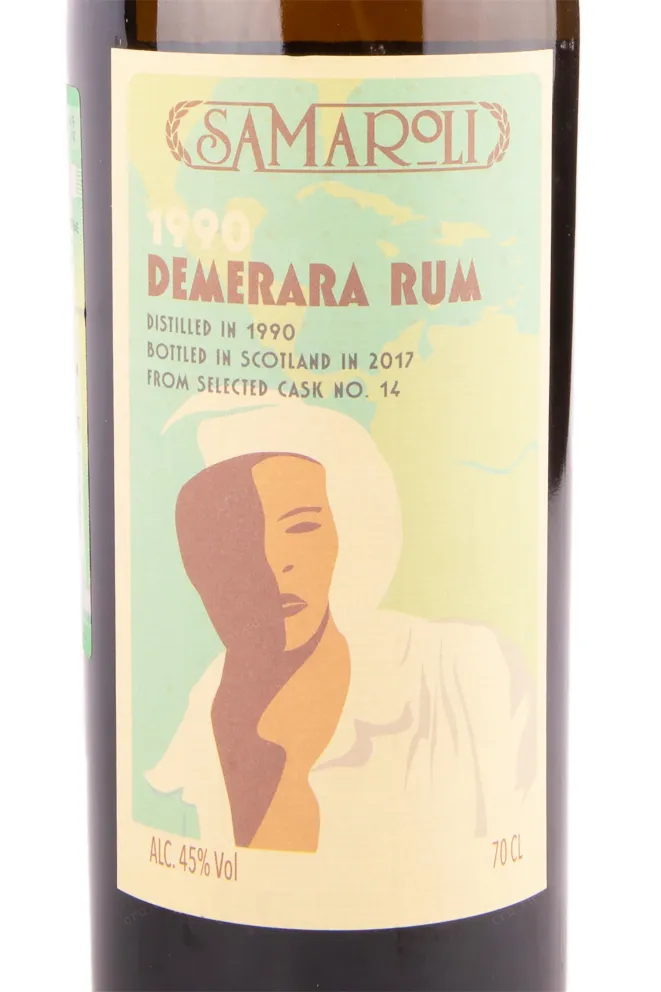 SAMAROLI
1990
DEMERARA RUM
DISTILLED IN 1990
BOTTLED IN SCOTLAND IN 2017
FROM SELECTED CASK NO. 14
ALC. 45% Vol
70 CL